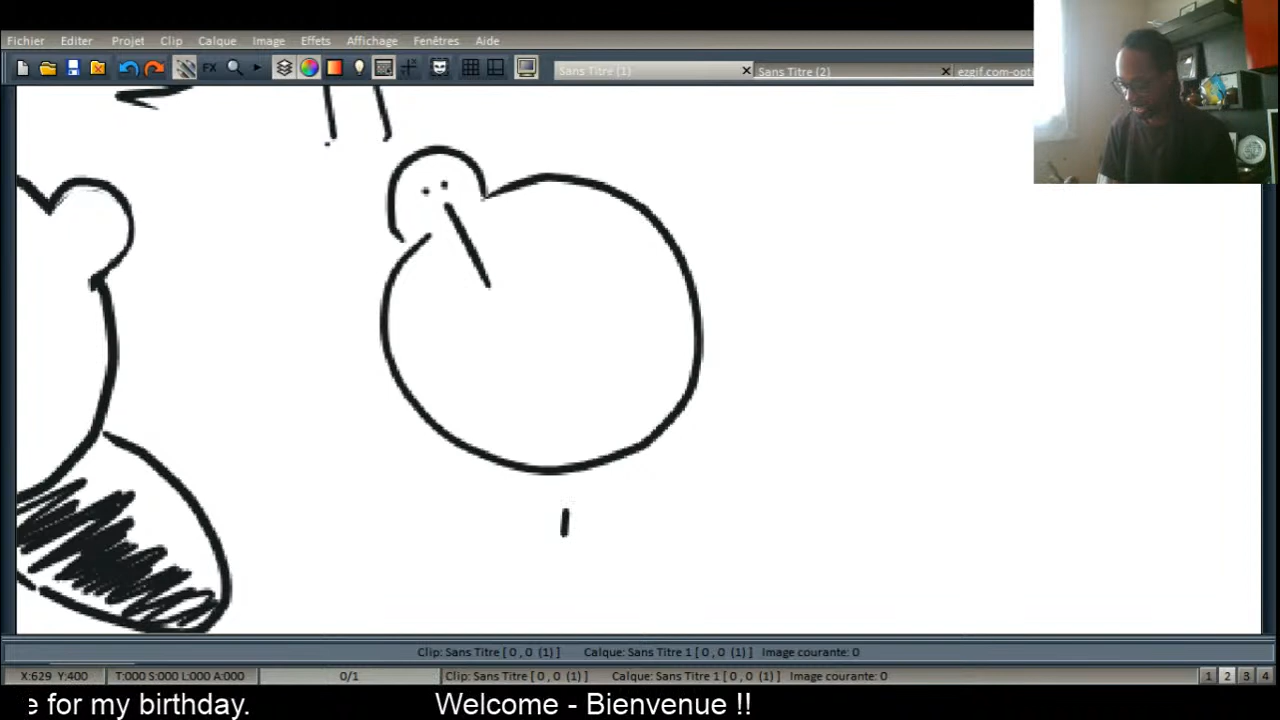 Fichier Editer Projet Clip Calque Image Effets Affichage Fenêtres Aide
FX Sans Titre (1) Sans Titre (2) ezgif.com-opti
Clip: Sans Titre [ 0 , 0 (1) ] Calque: Sans Titre 1 [ 0 , 0 (1) ] Image courante: 0
X:629 Y:400 T:000 S:000 L:000 A:000 0/1 Clip: Sans Titre [ 0 , 0 (1) ] Calque: Sans Titre 1 [ 0 , 0 (1) ] Image courante: 0 1 2 3 4
e for my birthday. Welcome - Bienvenue !!